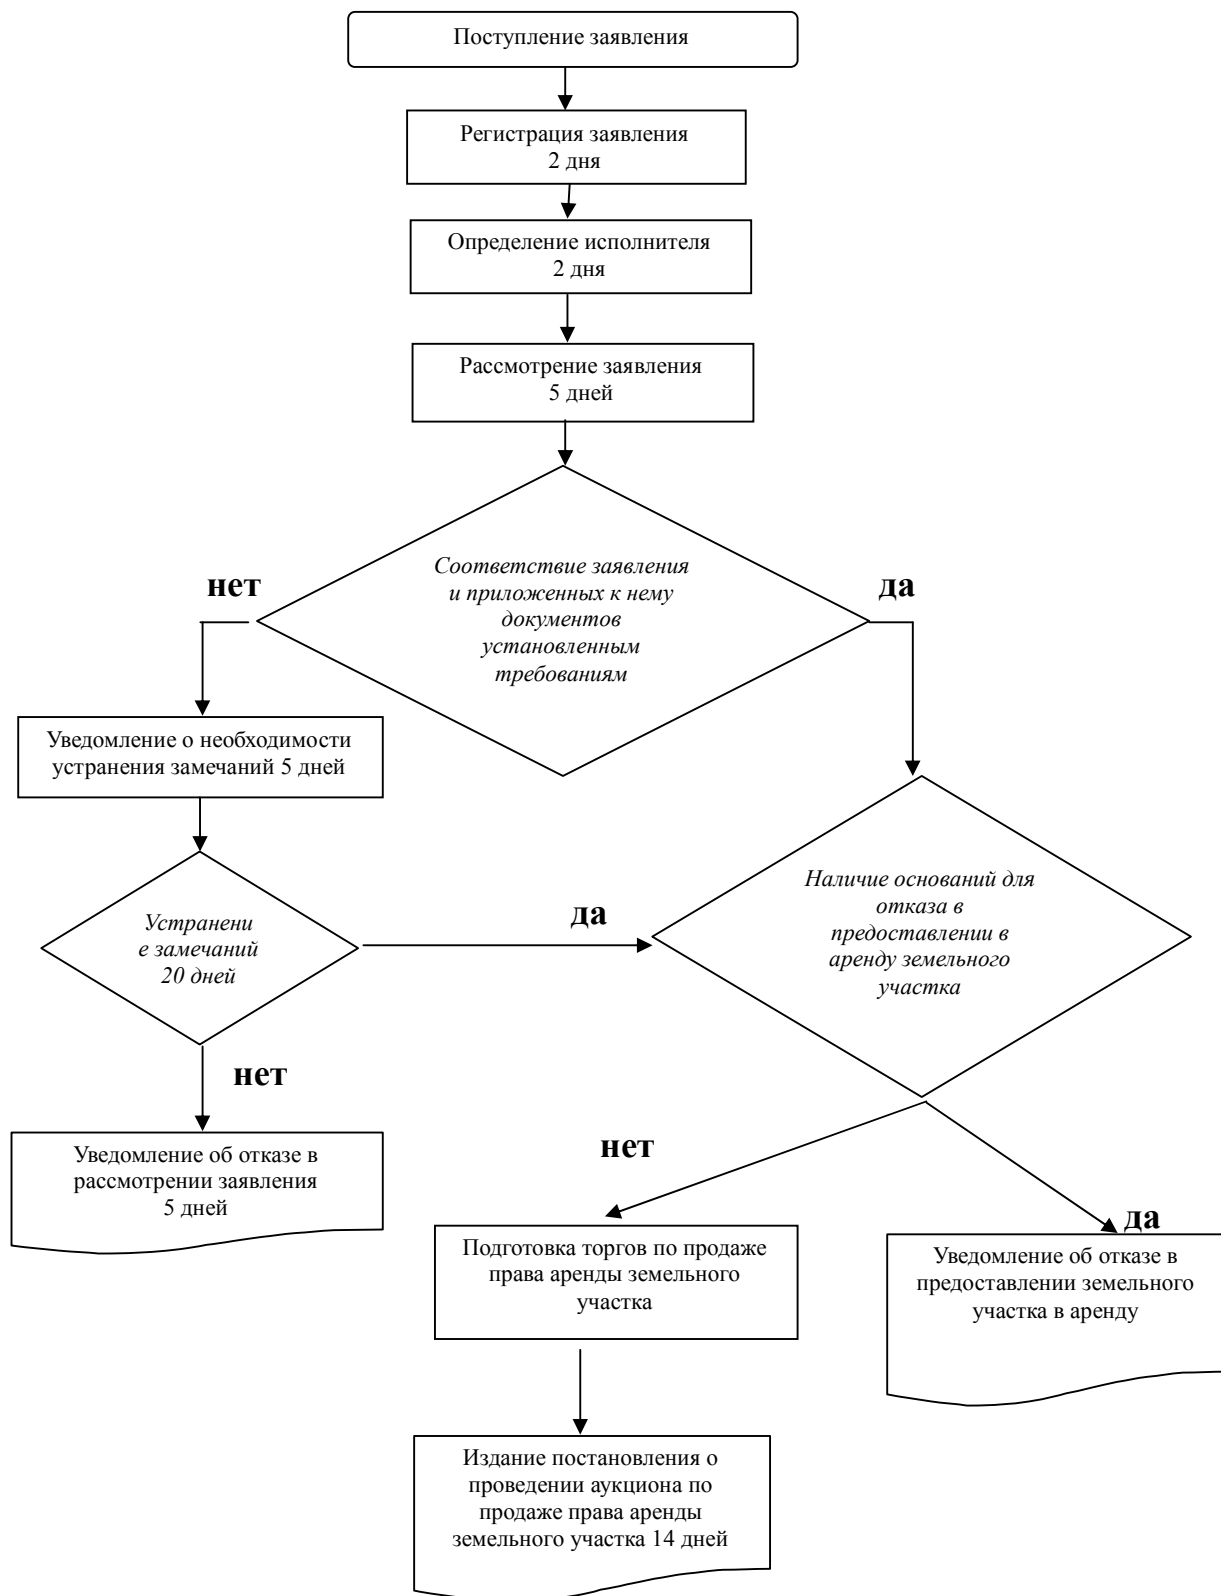 Поступление заявления
Регистрация заявления
2 дня
Определение исполнителя
2 дня
Рассмотрение заявления
5 дней
Соответствие заявления
и приложенных к нему
документов
установленным
требованиям
нет
да
Уведомление о необходимости
устранения замечаний 5 дней
Наличие оснований для
отказа в
предоставлении в
аренду земельного
участка
Устранени
е замечаний
20 дней
да
нет
Уведомление об отказе в
рассмотрении заявления
5 дней
нет
да
Подготовка торгов по продаже
права аренды земельного
участка
Уведомление об отказе в
предоставлении земельного
участка в аренду
Издание постановления о
проведении аукциона по
продаже права аренды
земельного участка 14 дней